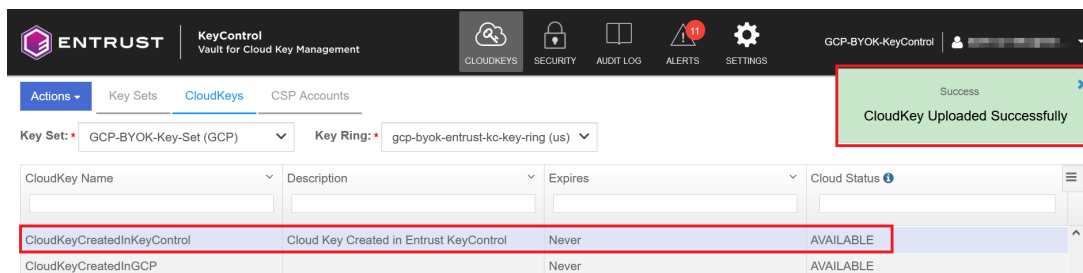 ENTRUST
KeyControl
Vault for Cloud Key Management
CLOUDKEYS
SECURITY
AUDIT LOG
11
ALERTS
SETTINGS
GCP-BYOK-KeyControl
Actions
Key Sets
CloudKeys
CSP Accounts
Success
CloudKey Uploaded Successfully
Key Set: * GCP-BYOK-Key-Set (GCP)
Key Ring: * gcp-byok-entrust-kc-key-ring (us)
CloudKey Name Description Expires Cloud Status
CloudKeyCreatedInKeyControl Cloud Key Created in Entrust KeyControl Never AVAILABLE
CloudKeyCreatedInGCP Never AVAILABLE